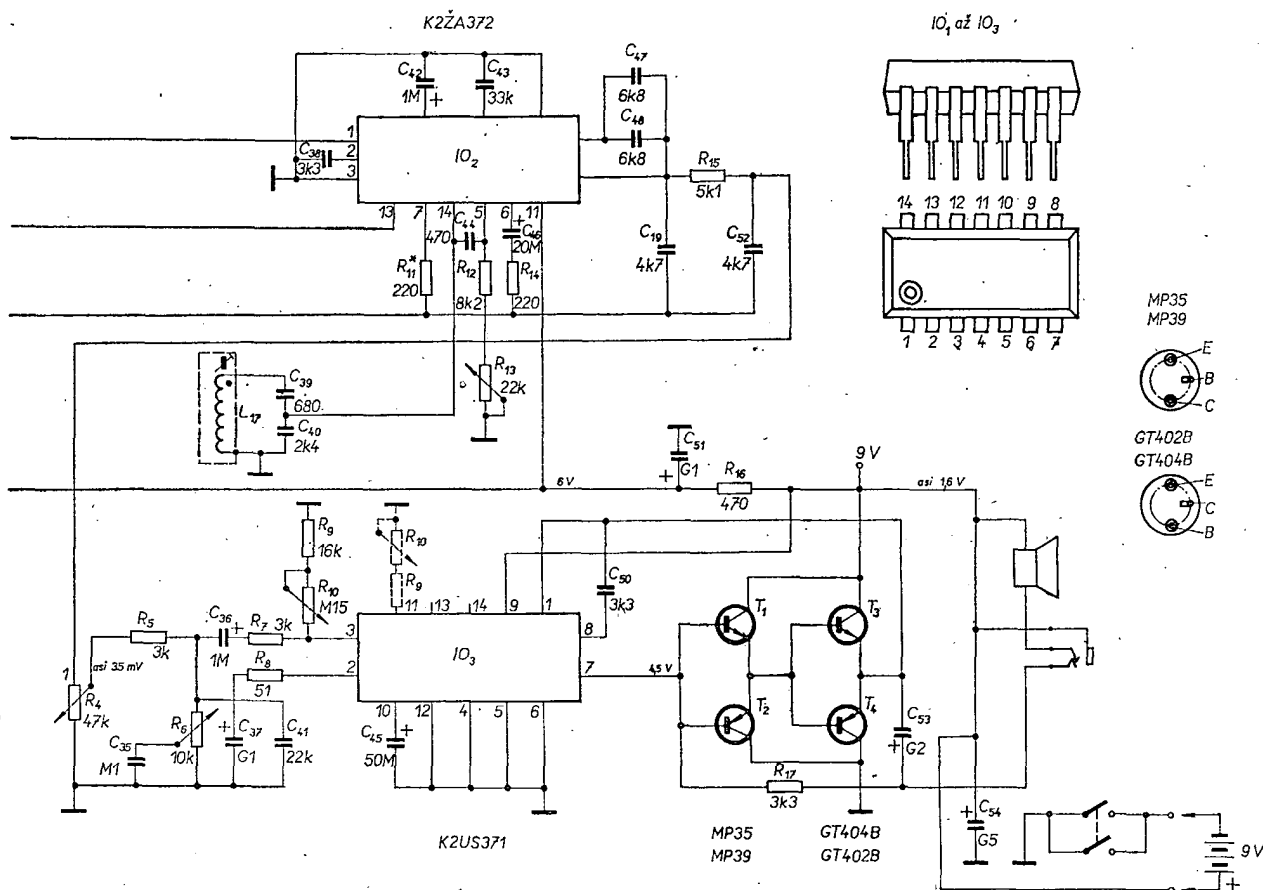 K2ŽA372
IO₁ až IO₃
C₄₂
1M
+
C₄₃
33k
C₄₇
6k8
C₄₈
6k8
1
2
3
C₃₈
3k3
IO₂
R₁₅
5k1
13
7
14
5
6
11
C₄₄
470
+
C₄₆
20M
R₁₁*
220
R₁₂
8k2
R₁₄
220
C₁₉
4k7
C₅₂
4k7
14 13 12 11 10 9 8
1 2 3 4 5 6 7
MP35
MP39
E
B
C
GT402B
GT404B
E
C
B
L₁₇
C₃₉
680
C₄₀
2k4
R₁₃
22k
6 V
C₅₁
+ G1
R₁₆
470
9 V
asi 1,6 V
R₉
16k
R₁₀
M15
R₁₀
R₉
C₅₀
3k3
11
13
14
9
1
8
7
3
2
IO₃
10
12
4
5
6
4,5 V
T₁
T₃
T₂
T₄
R₅
3k
C₃₆
+
1M
R₇ 3k
R₈
51
asi 35 mV
1
R₄
47k
C₃₅
M1
R₆
10k
+
C₃₇
G1
C₄₁
22k
C₄₅
+
50M
C₅₃
+ G2
R₁₇
3k3
+
C₅₄
G5
9 V
+
K2US371
MP35
MP39
GT404B
GT402B